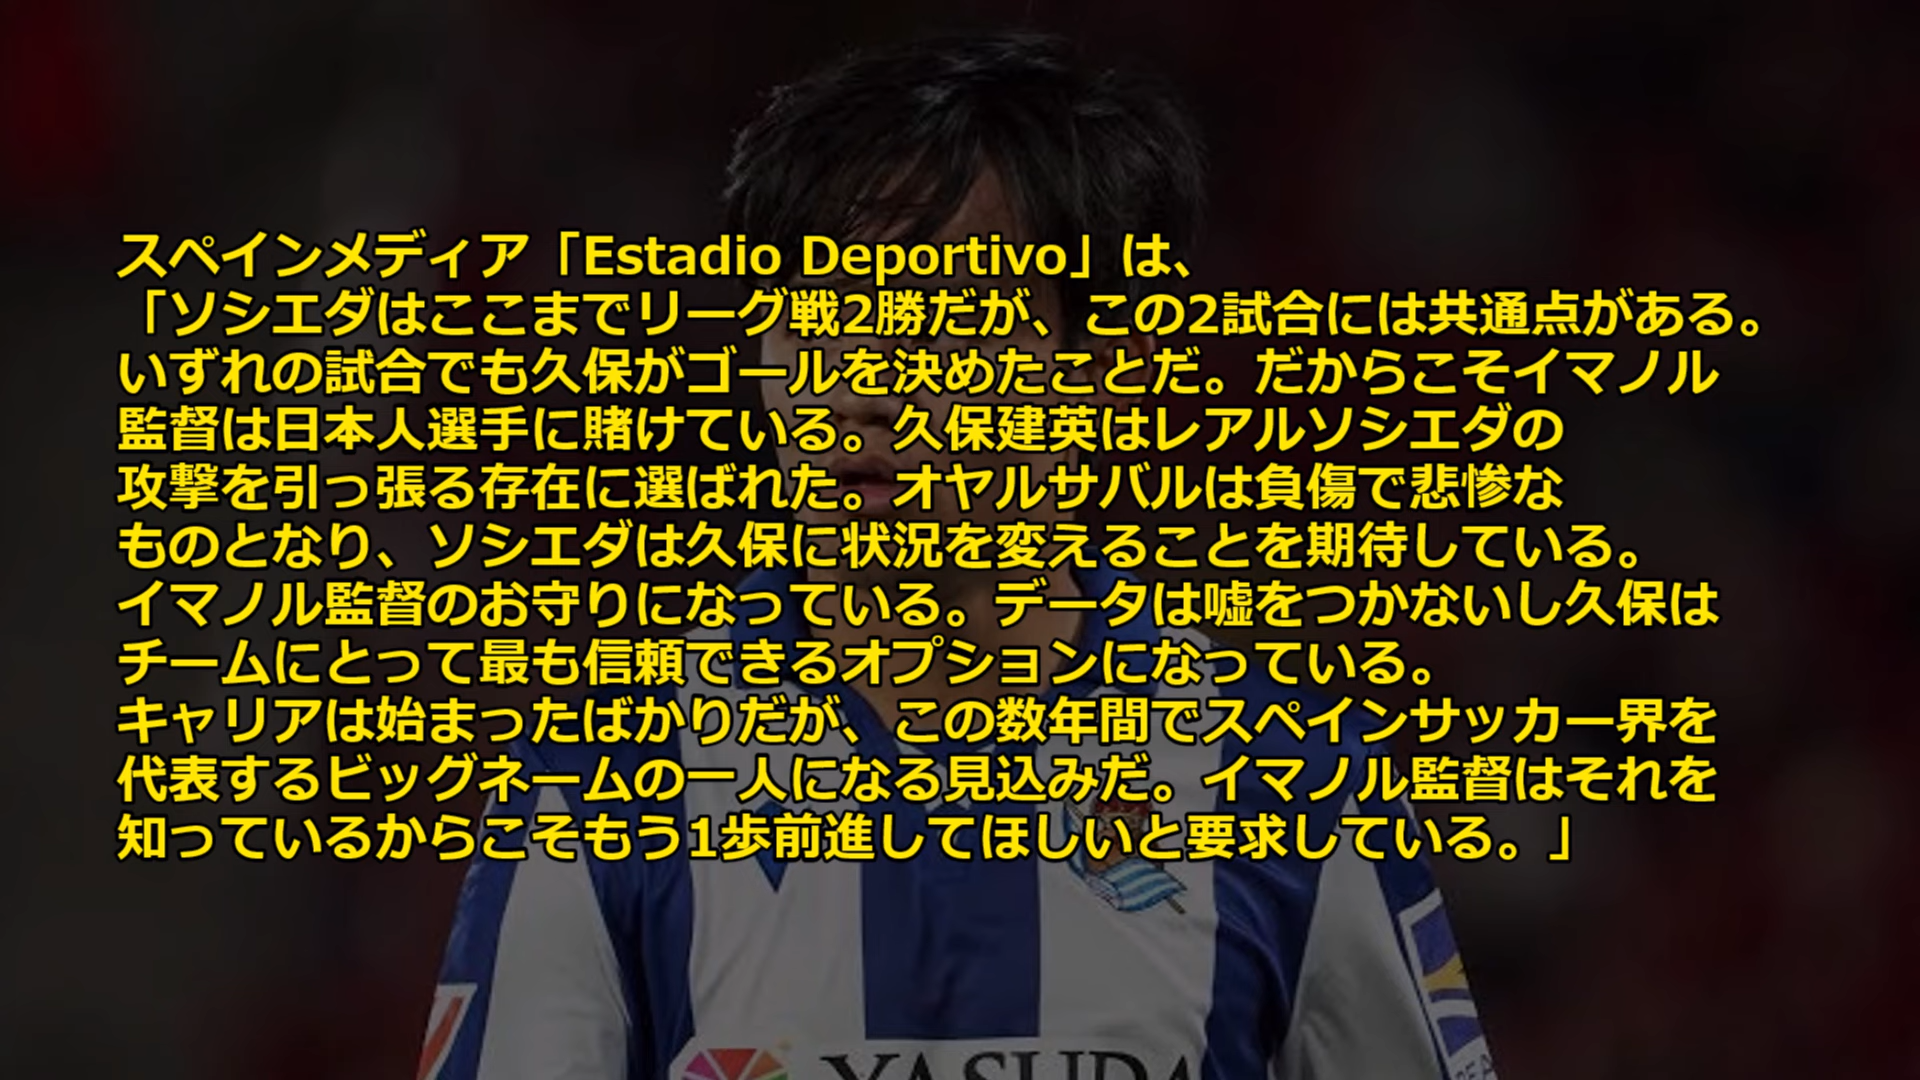 スペインメディア「Estadio Deportivo」は、
「ソシエダはここまでリーグ戦2勝だが、この2試合には共通点がある。
いずれの試合でも久保がゴールを決めたことだ。だからこそイマノル
監督は日本人選手に賭けている。久保建英はレアルソシエダの
攻撃を引っ張る存在に選ばれた。オヤルサバルは負傷で悲惨な
ものとなり、ソシエダは久保に状況を変えることを期待している。
イマノル監督のお守りになっている。データは嘘をつかないし久保は
チームにとって最も信頼できるオプションになっている。
キャリアは始まったばかりだが、この数年間でスペインサッカー界を
代表するビッグネームの一人になる見込みだ。イマノル監督はそれを
知っているからこそもう1歩前進してほしいと要求している。」
YASUDA